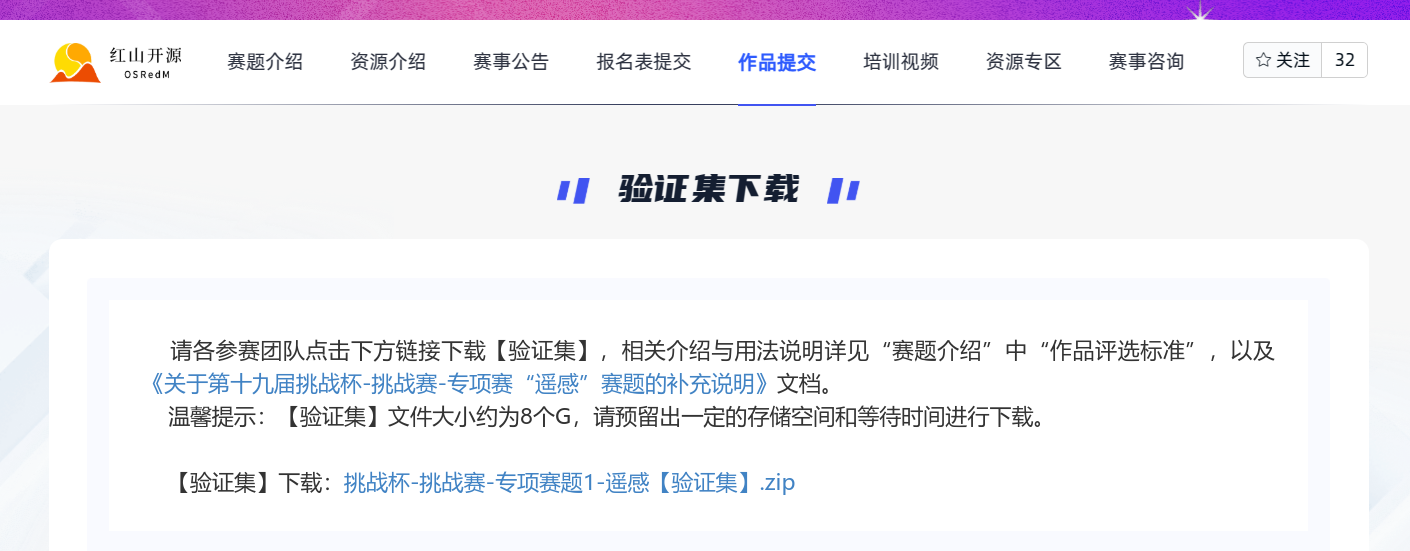 红山开源
OSRedM
赛题介绍 资源介绍 赛事公告 报名表提交 作品提交 培训视频 资源专区 赛事咨询 关注 32
验证集下载
请各参赛团队点击下方链接下载【验证集】，相关介绍与用法说明详见“赛题介绍”中“作品评选标准”，以及
《关于第十九届挑战杯-挑战赛-专项赛“遥感”赛题的补充说明》文档。
温馨提示：【验证集】文件大小约为8个G，请预留出一定的存储空间和等待时间进行下载。
【验证集】下载：挑战杯-挑战赛-专项赛题1-遥感【验证集】.zip